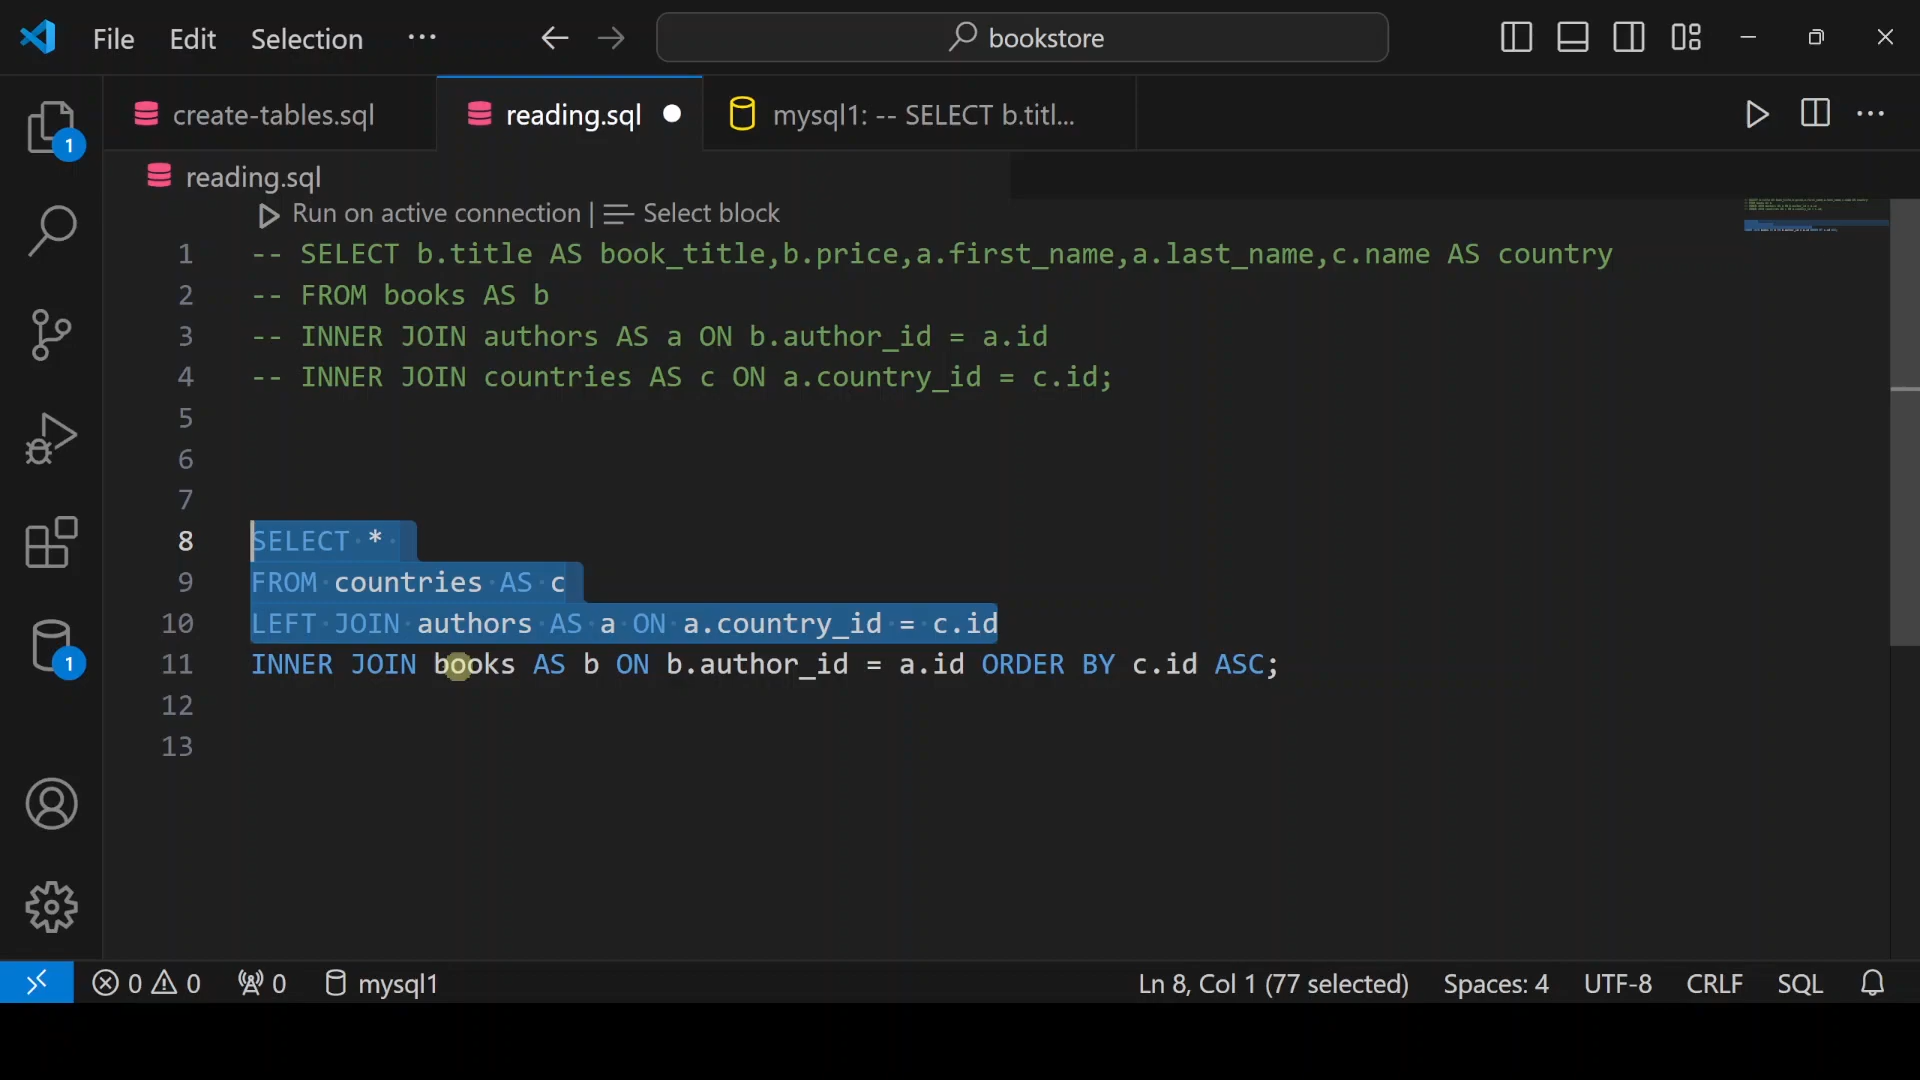 File Edit Selection ··· bookstore
create-tables.sql reading.sql mysql1: -- SELECT b.titl...
reading.sql
Run on active connection | Select block
1 -- SELECT b.title AS book_title,b.price,a.first_name,a.last_name,c.name AS country
2 -- FROM books AS b
3 -- INNER JOIN authors AS a ON b.author_id = a.id
4 -- INNER JOIN countries AS c ON a.country_id = c.id;
5
6
7
8 SELECT *
9 FROM countries AS c
10 LEFT JOIN authors AS a ON a.country_id = c.id
11 INNER JOIN books AS b ON b.author_id = a.id ORDER BY c.id ASC;
12
13
1
1
0 0 0 mysql1 Ln 8, Col 1 (77 selected) Spaces: 4 UTF-8 CRLF SQL